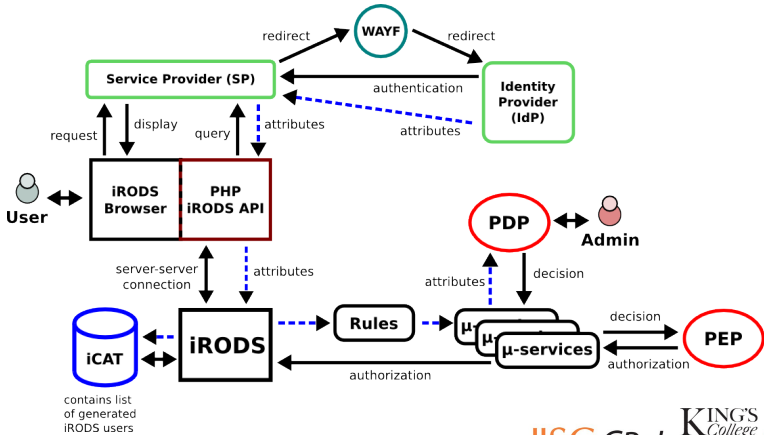 redirect
WAYF
redirect
Service Provider (SP)
authentication
Identity
Provider
(IdP)
request
display
query
attributes
attributes
iRODS
Browser
PHP
iRODS API
User
PDP
Admin
server-server
connection
attributes
attributes
decision
iCAT
iRODS
Rules
μ-
μ-
μ-services
decision
PEP
authorization
authorization
contains list
of generated
iRODS users
KING'S
College